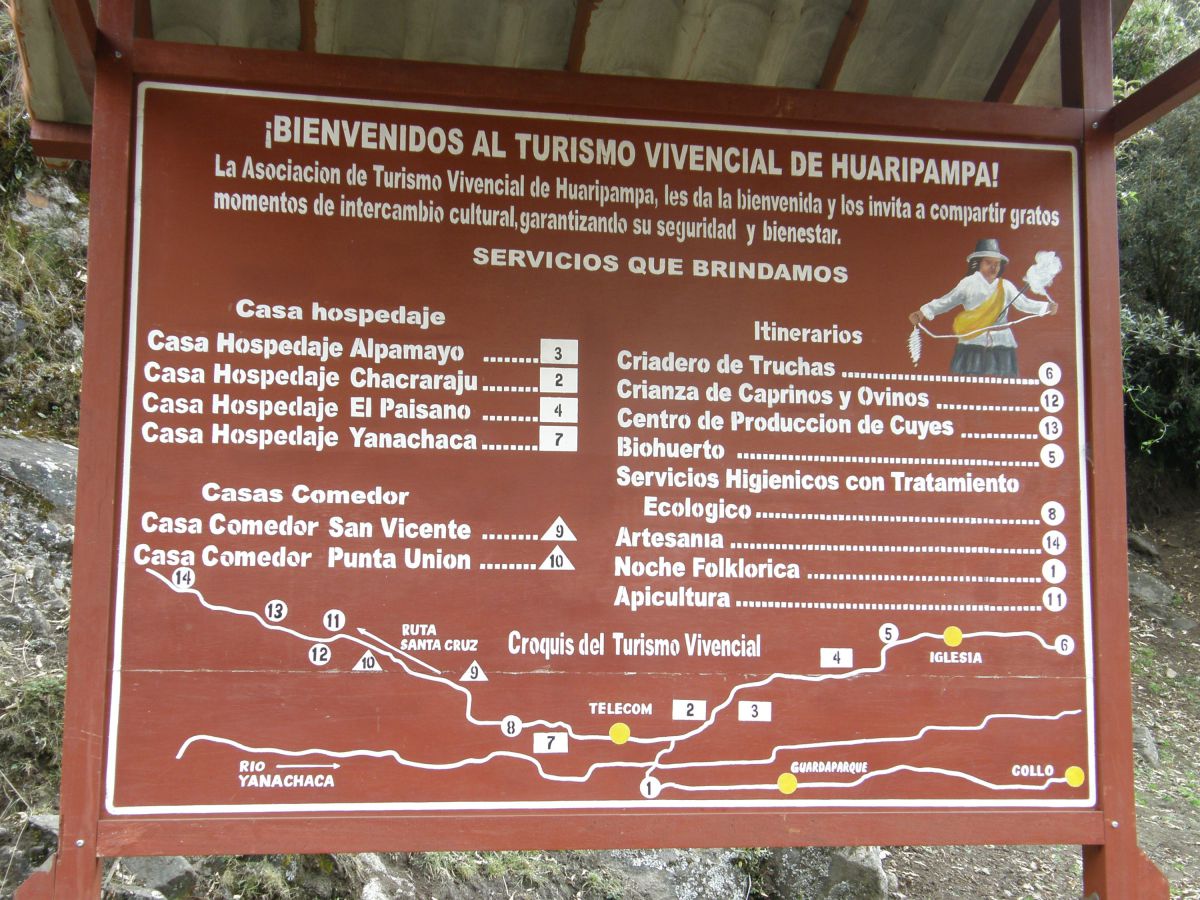 ¡BIENVENIDOS AL TURISMO VIVENCIAL DE HUARIPAMPA!
La Asociacion de Turismo Vivencial de Huaripampa, les da la bienvenida y los invita a compartir gratos
momentos de intercambio cultural,garantizando su seguridad y bienestar.
SERVICIOS QUE BRINDAMOS
Casa hospedaje
Casa Hospedaje Alpamayo ........ 3
Casa Hospedaje Chacraraju ........ 2
Casa Hospedaje El Paisano ........ 4
Casa Hospedaje Yanachaca ........ 7
Casas Comedor
Casa Comedor San Vicente ........ 9
Casa Comedor Punta Union ........ 10
Itinerarios
Criadero de Truchas ........ 6
Crianza de Caprinos y Ovinos ........ 12
Centro de Produccion de Cuyes ........ 13
Biohuerto ........ 5
Servicios Higienicos con Tratamiento
Ecologico ........ 8
Artesania ........ 14
Noche Folklorica ........ 1
Apicultura ........ 11
Croquis del Turismo Vivencial
14
13
11
12
10
RUTA
SANTA CRUZ
9
8
7
TELECOM
2
3
4
5
IGLESIA
6
RIO
YANACHACA
1
GUARDAPARQUE
COLLO